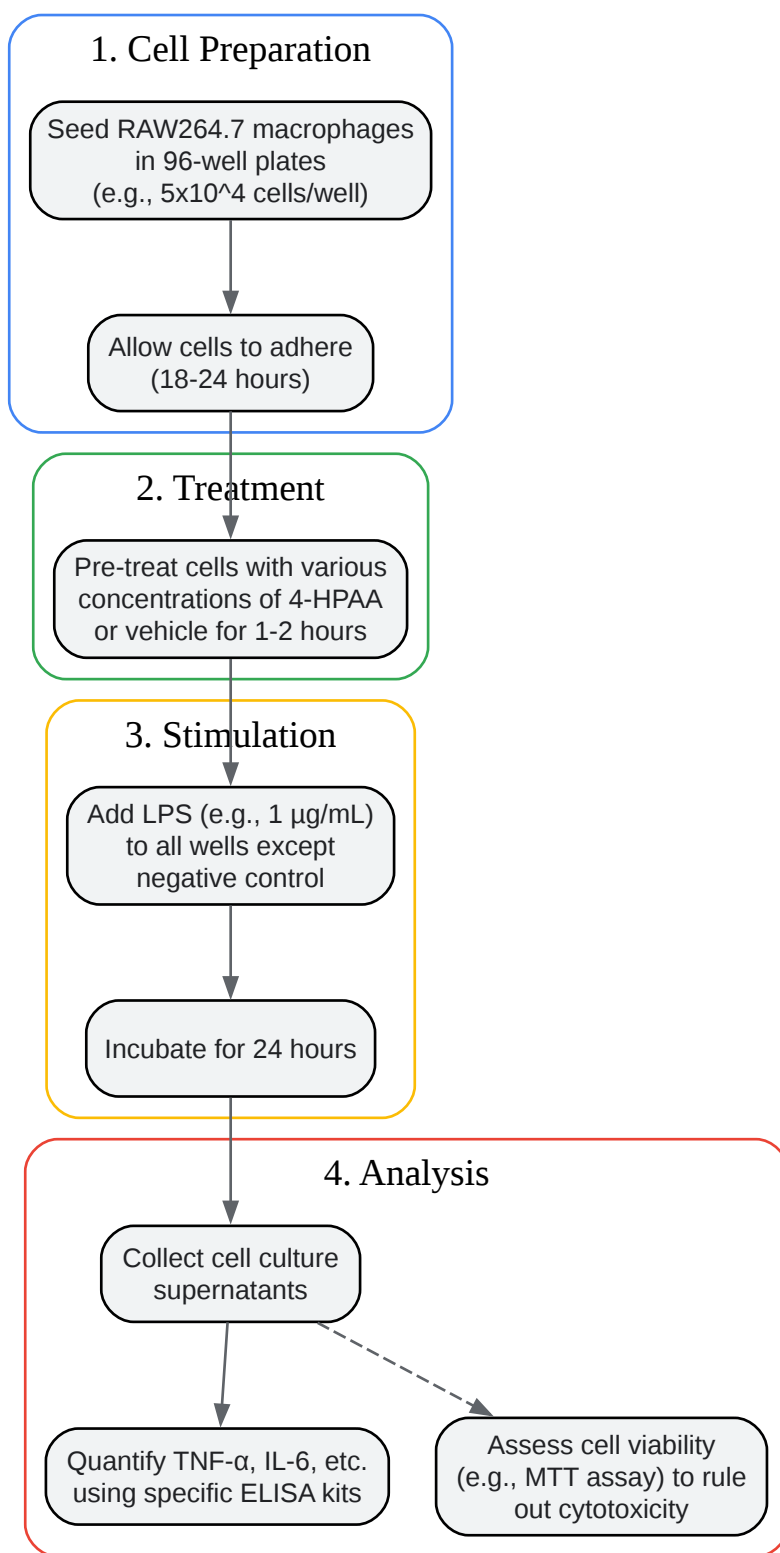 1. Cell Preparation
Seed RAW264.7 macrophages
in 96-well plates
(e.g., 5x10^4 cells/well)
Allow cells to adhere
(18-24 hours)
2. Treatment
Pre-treat cells with various
concentrations of 4-HPAA
or vehicle for 1-2 hours
3. Stimulation
Add LPS (e.g., 1 µg/mL)
to all wells except
negative control
Incubate for 24 hours
4. Analysis
Collect cell culture
supernatants
Quantify TNF-α, IL-6, etc.
using specific ELISA kits
Assess cell viability
(e.g., MTT assay) to rule
out cytotoxicity